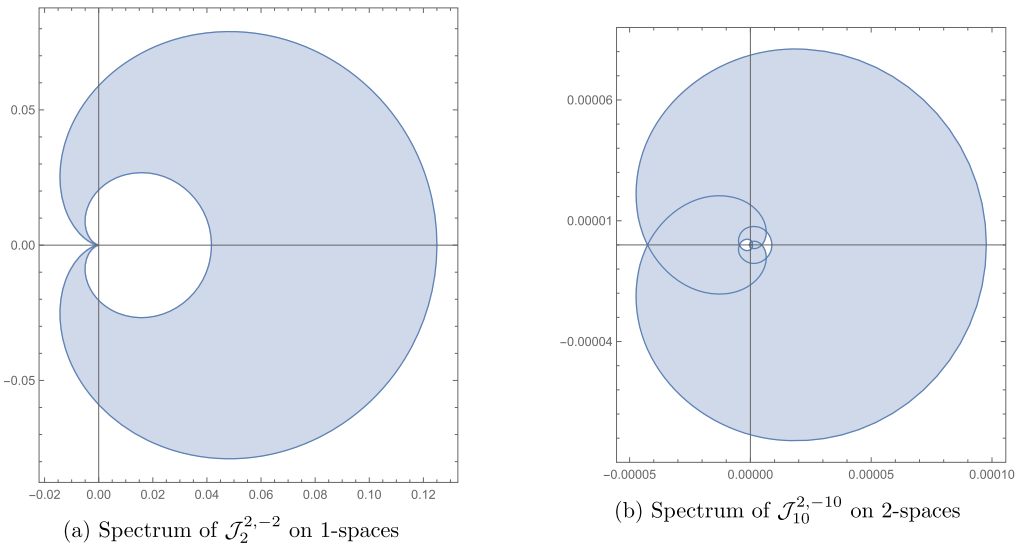 0.05
0.00
−0.05
−0.02 0.00 0.02 0.04 0.06 0.08 0.10 0.12
(a) Spectrum of 𝒥₂^{2,−2} on 1-spaces
0.00006
0.00001
−0.00004
−0.00005 0.00000 0.00005 0.00010
(b) Spectrum of 𝒥₁₀^{2,−10} on 2-spaces